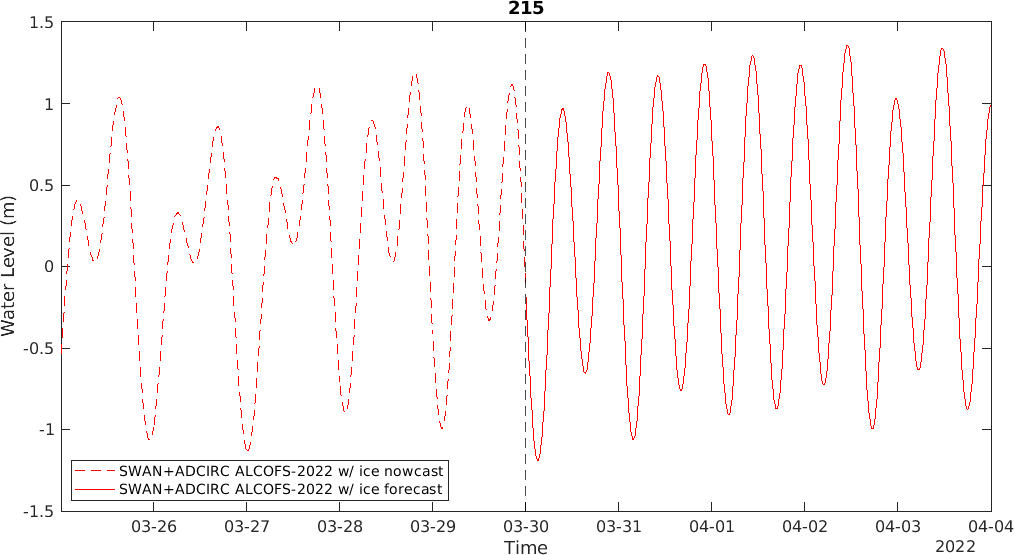 215
1.5
1
0.5
0
-0.5
-1
-1.5
Water Level (m)
SWAN+ADCIRC ALCOFS-2022 w/ ice nowcast
SWAN+ADCIRC ALCOFS-2022 w/ ice forecast
03-26 03-27 03-28 03-29 03-30 03-31 04-01 04-02 04-03 04-04
Time
2022